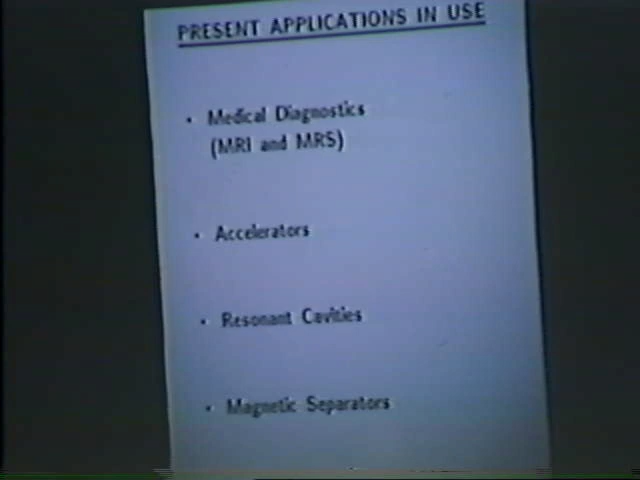 PRESENT APPLICATIONS IN USE
• Medical Diagnostics
(MRI and MRS)
• Accelerators
• Resonant Cavities
• Magnetic Separators